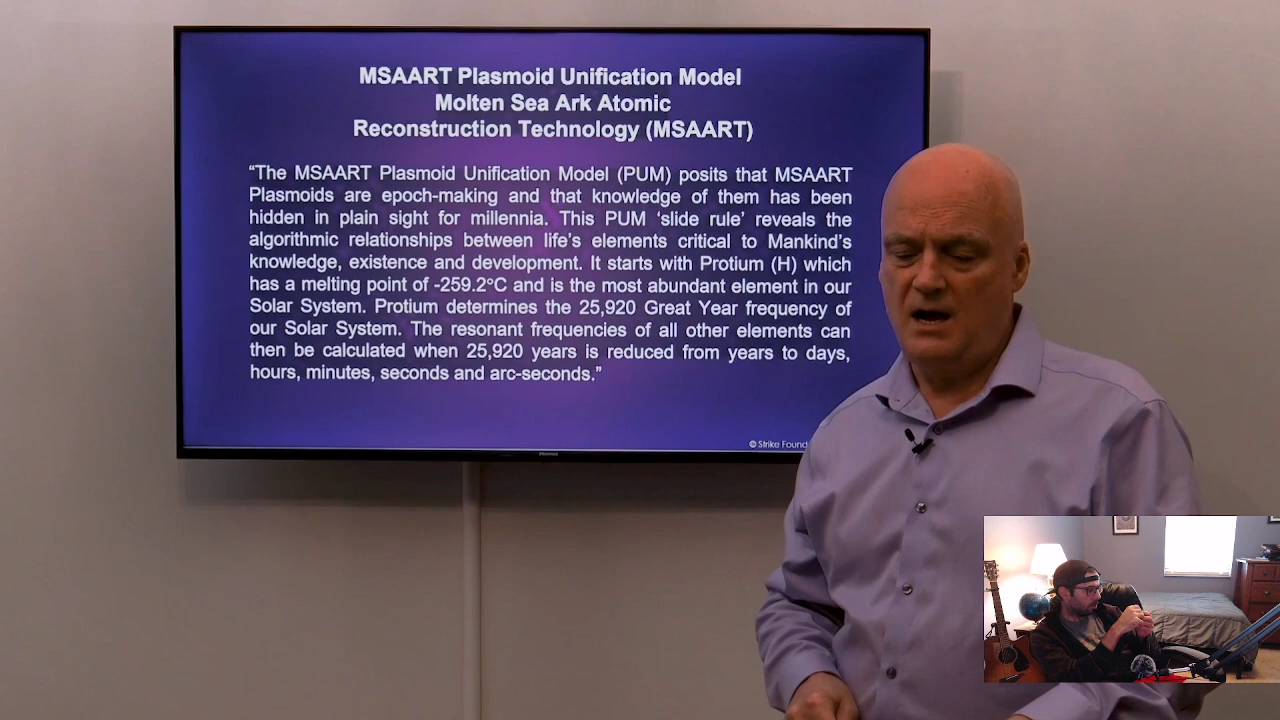 MSAART Plasmoid Unification Model
Molten Sea Ark Atomic
Reconstruction Technology (MSAART)
“The MSAART Plasmoid Unification Model (PUM) posits that MSAART
Plasmoids are epoch-making and that knowledge of them has been
hidden in plain sight for millennia. This PUM ‘slide rule’ reveals the
algorithmic relationships between life’s elements critical to Mankind’s
knowledge, existence and development. It starts with Protium (H) which
has a melting point of -259.2°C and is the most abundant element in our
Solar System. Protium determines the 25,920 Great Year frequency of
our Solar System. The resonant frequencies of all other elements can
then be calculated when 25,920 years is reduced from years to days,
hours, minutes, seconds and arc-seconds.”
© Strike Found
Hisense